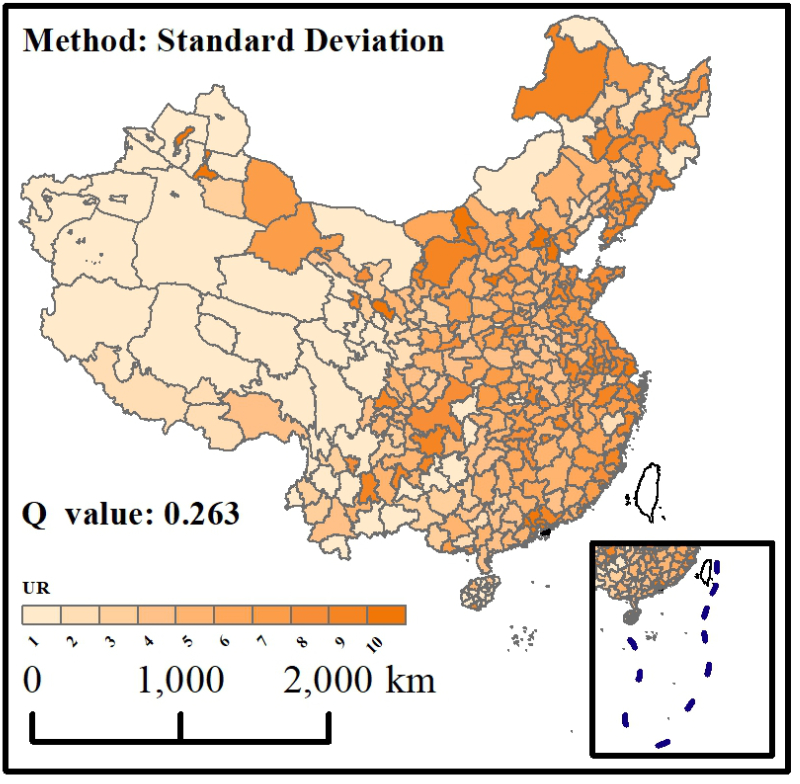 Method: Standard Deviation
Q value: 0.263
UR
1 2 3 4 5 6 7 8 9 10
0 1,000 2,000 km